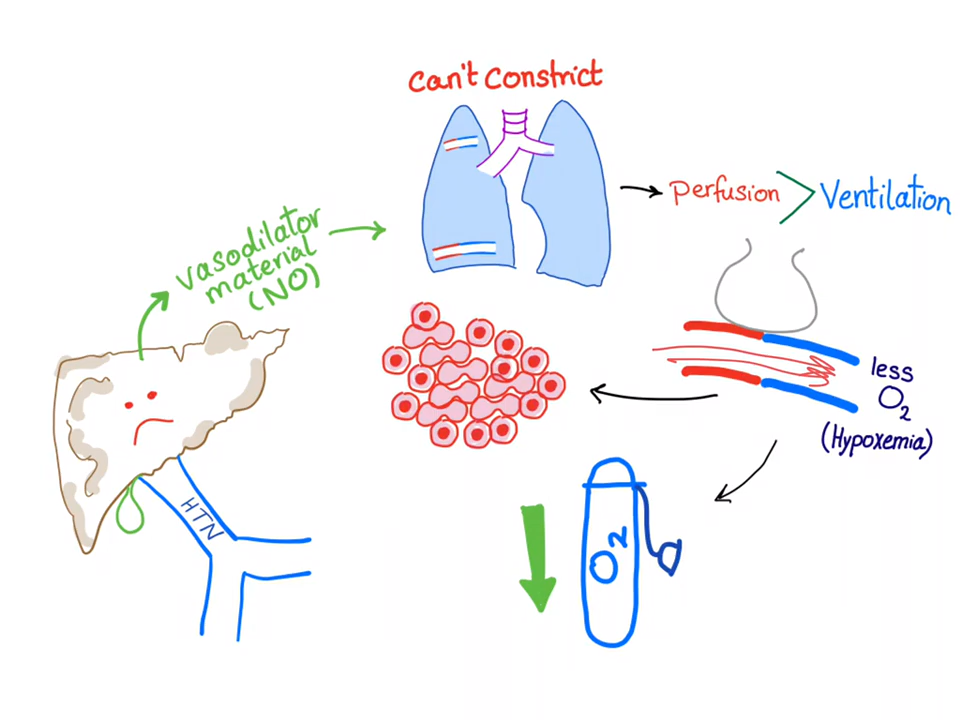 Can't Constrict
Perfusion > Ventilation
vasodilator
material
(NO)
less
O2
(Hypoxemia)
HTN
O2